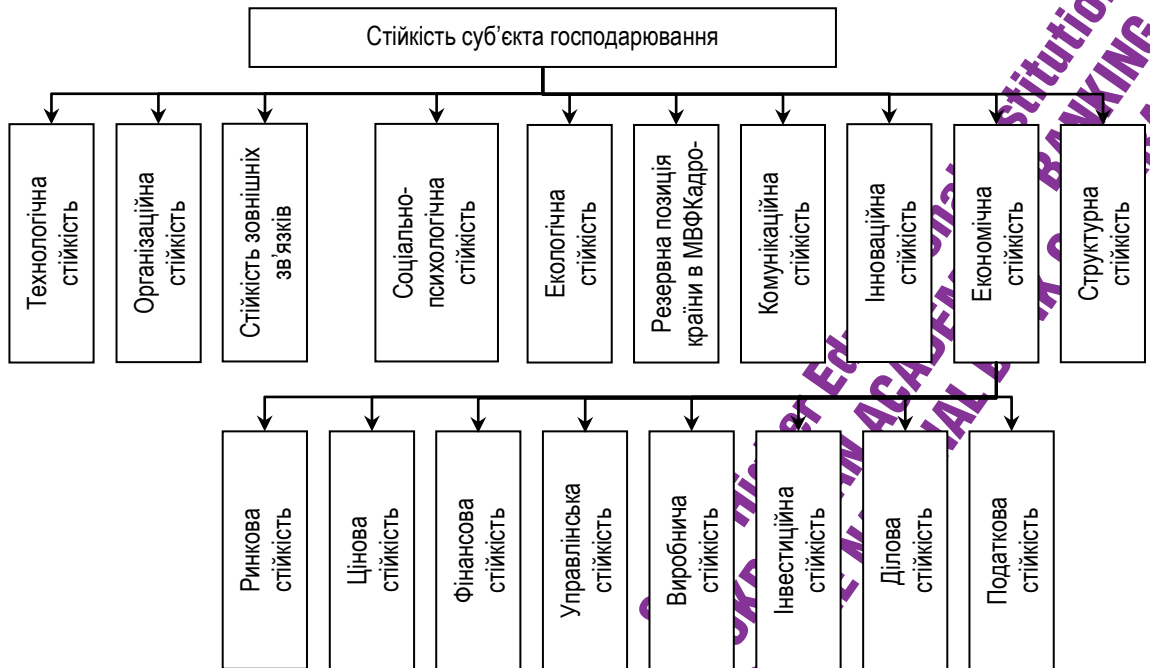 Стійкість суб’єкта господарювання
Технологічна
стійкість
Організаційна
стійкість
Стійкість зовнішніх
зв’язків
Соціально-
психологічна
стійкість
Екологічна
стійкість
Резервна позиція
країни в МВФКадро-
Комунікаційна
стійкість
Інноваційна
стійкість
Економічна
стійкість
Структурна
стійкість
Ринкова
стійкість
Цінова
стійкість
Фінансова
стійкість
Управлінська
стійкість
Виробнича
стійкість
Інвестиційна
стійкість
Ділова
стійкість
Податкова
стійкість
BANKING